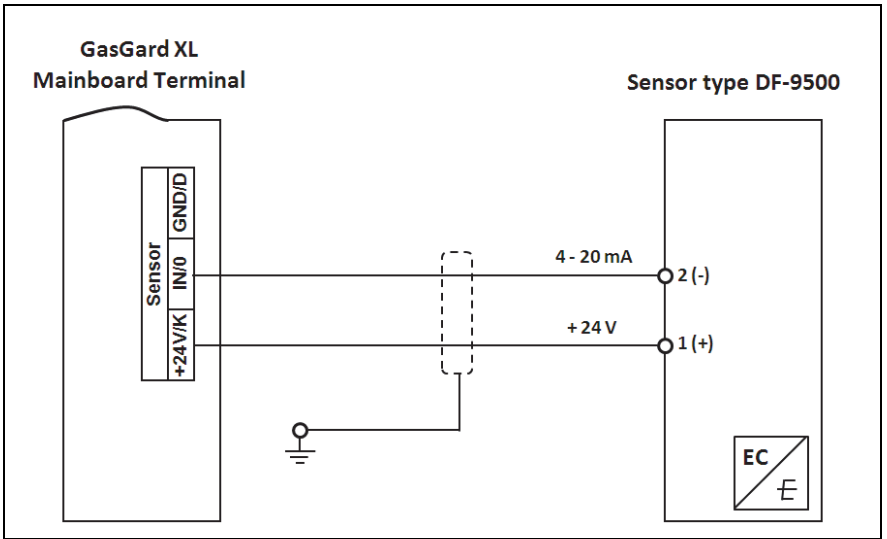 GasGard XL
Mainboard Terminal
Sensor type DF-9500
Sensor
GND/D
IN/0
+24V/K
4 - 20 mA
2 (-)
+ 24 V
1 (+)
EC
E